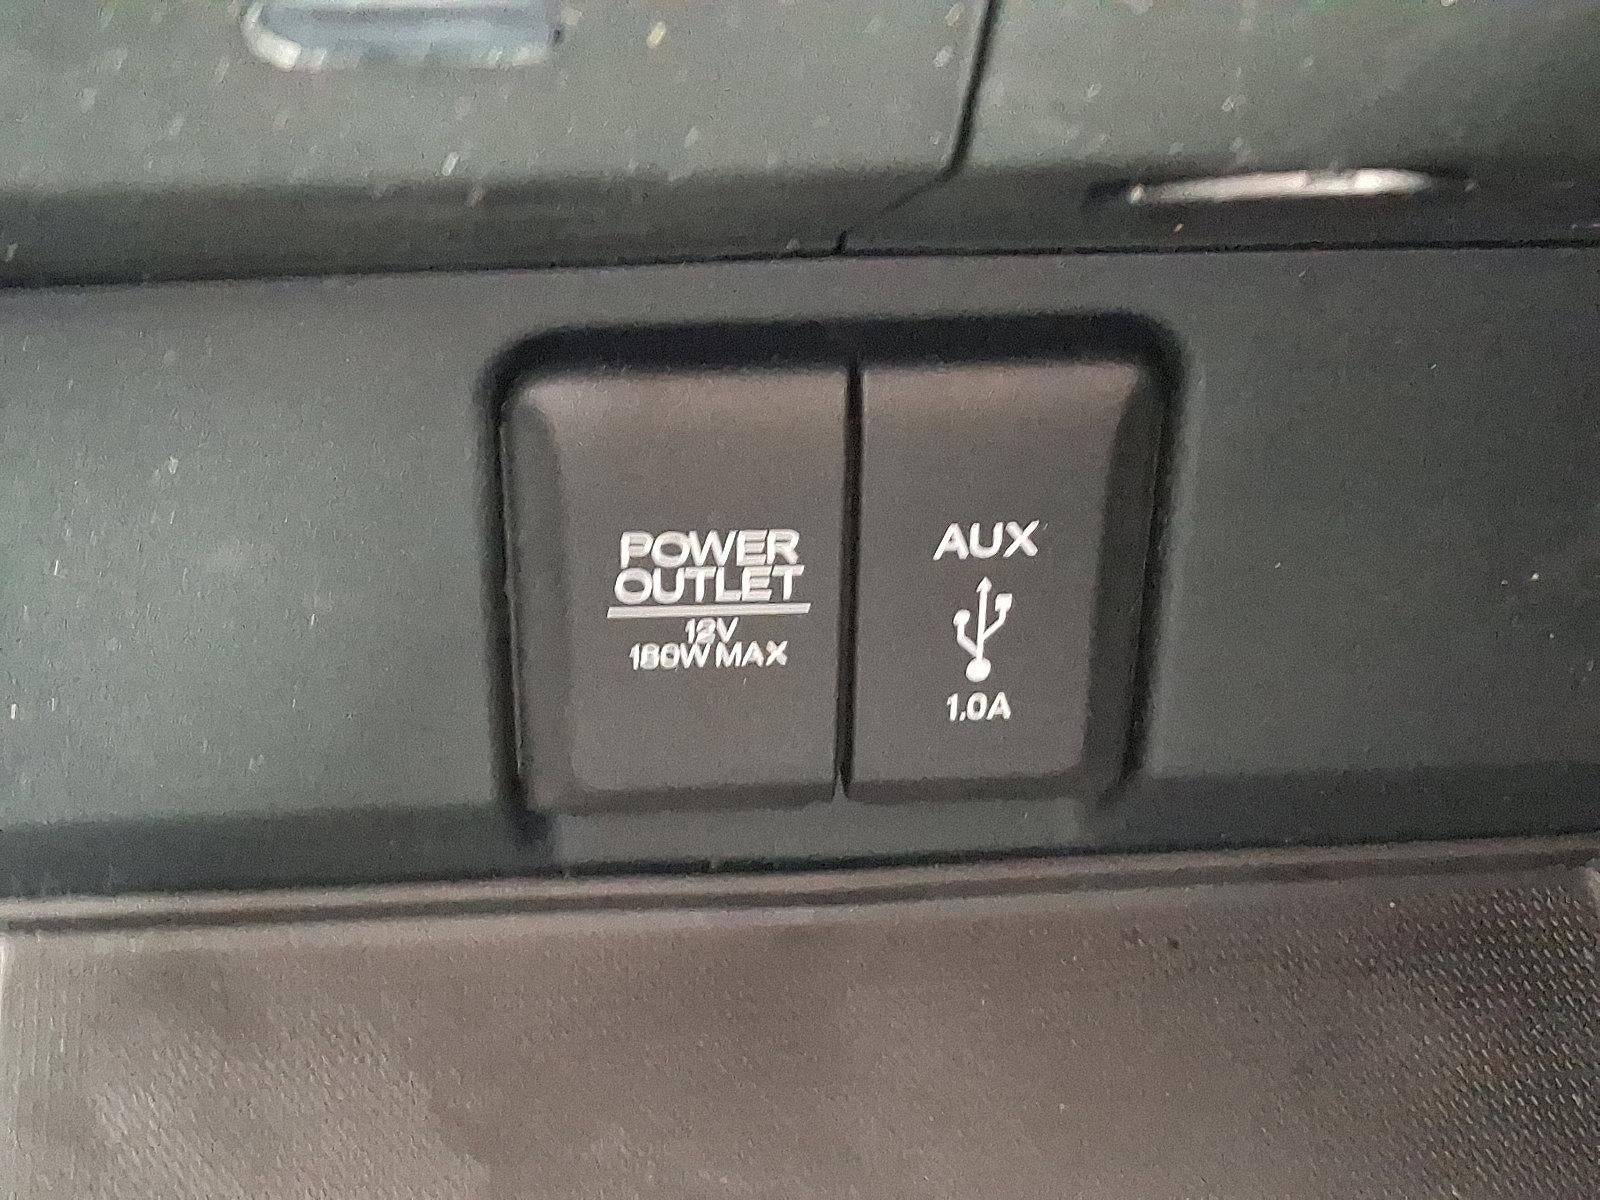 POWER
OUTLET
12V
180W MAX
AUX
1.0A